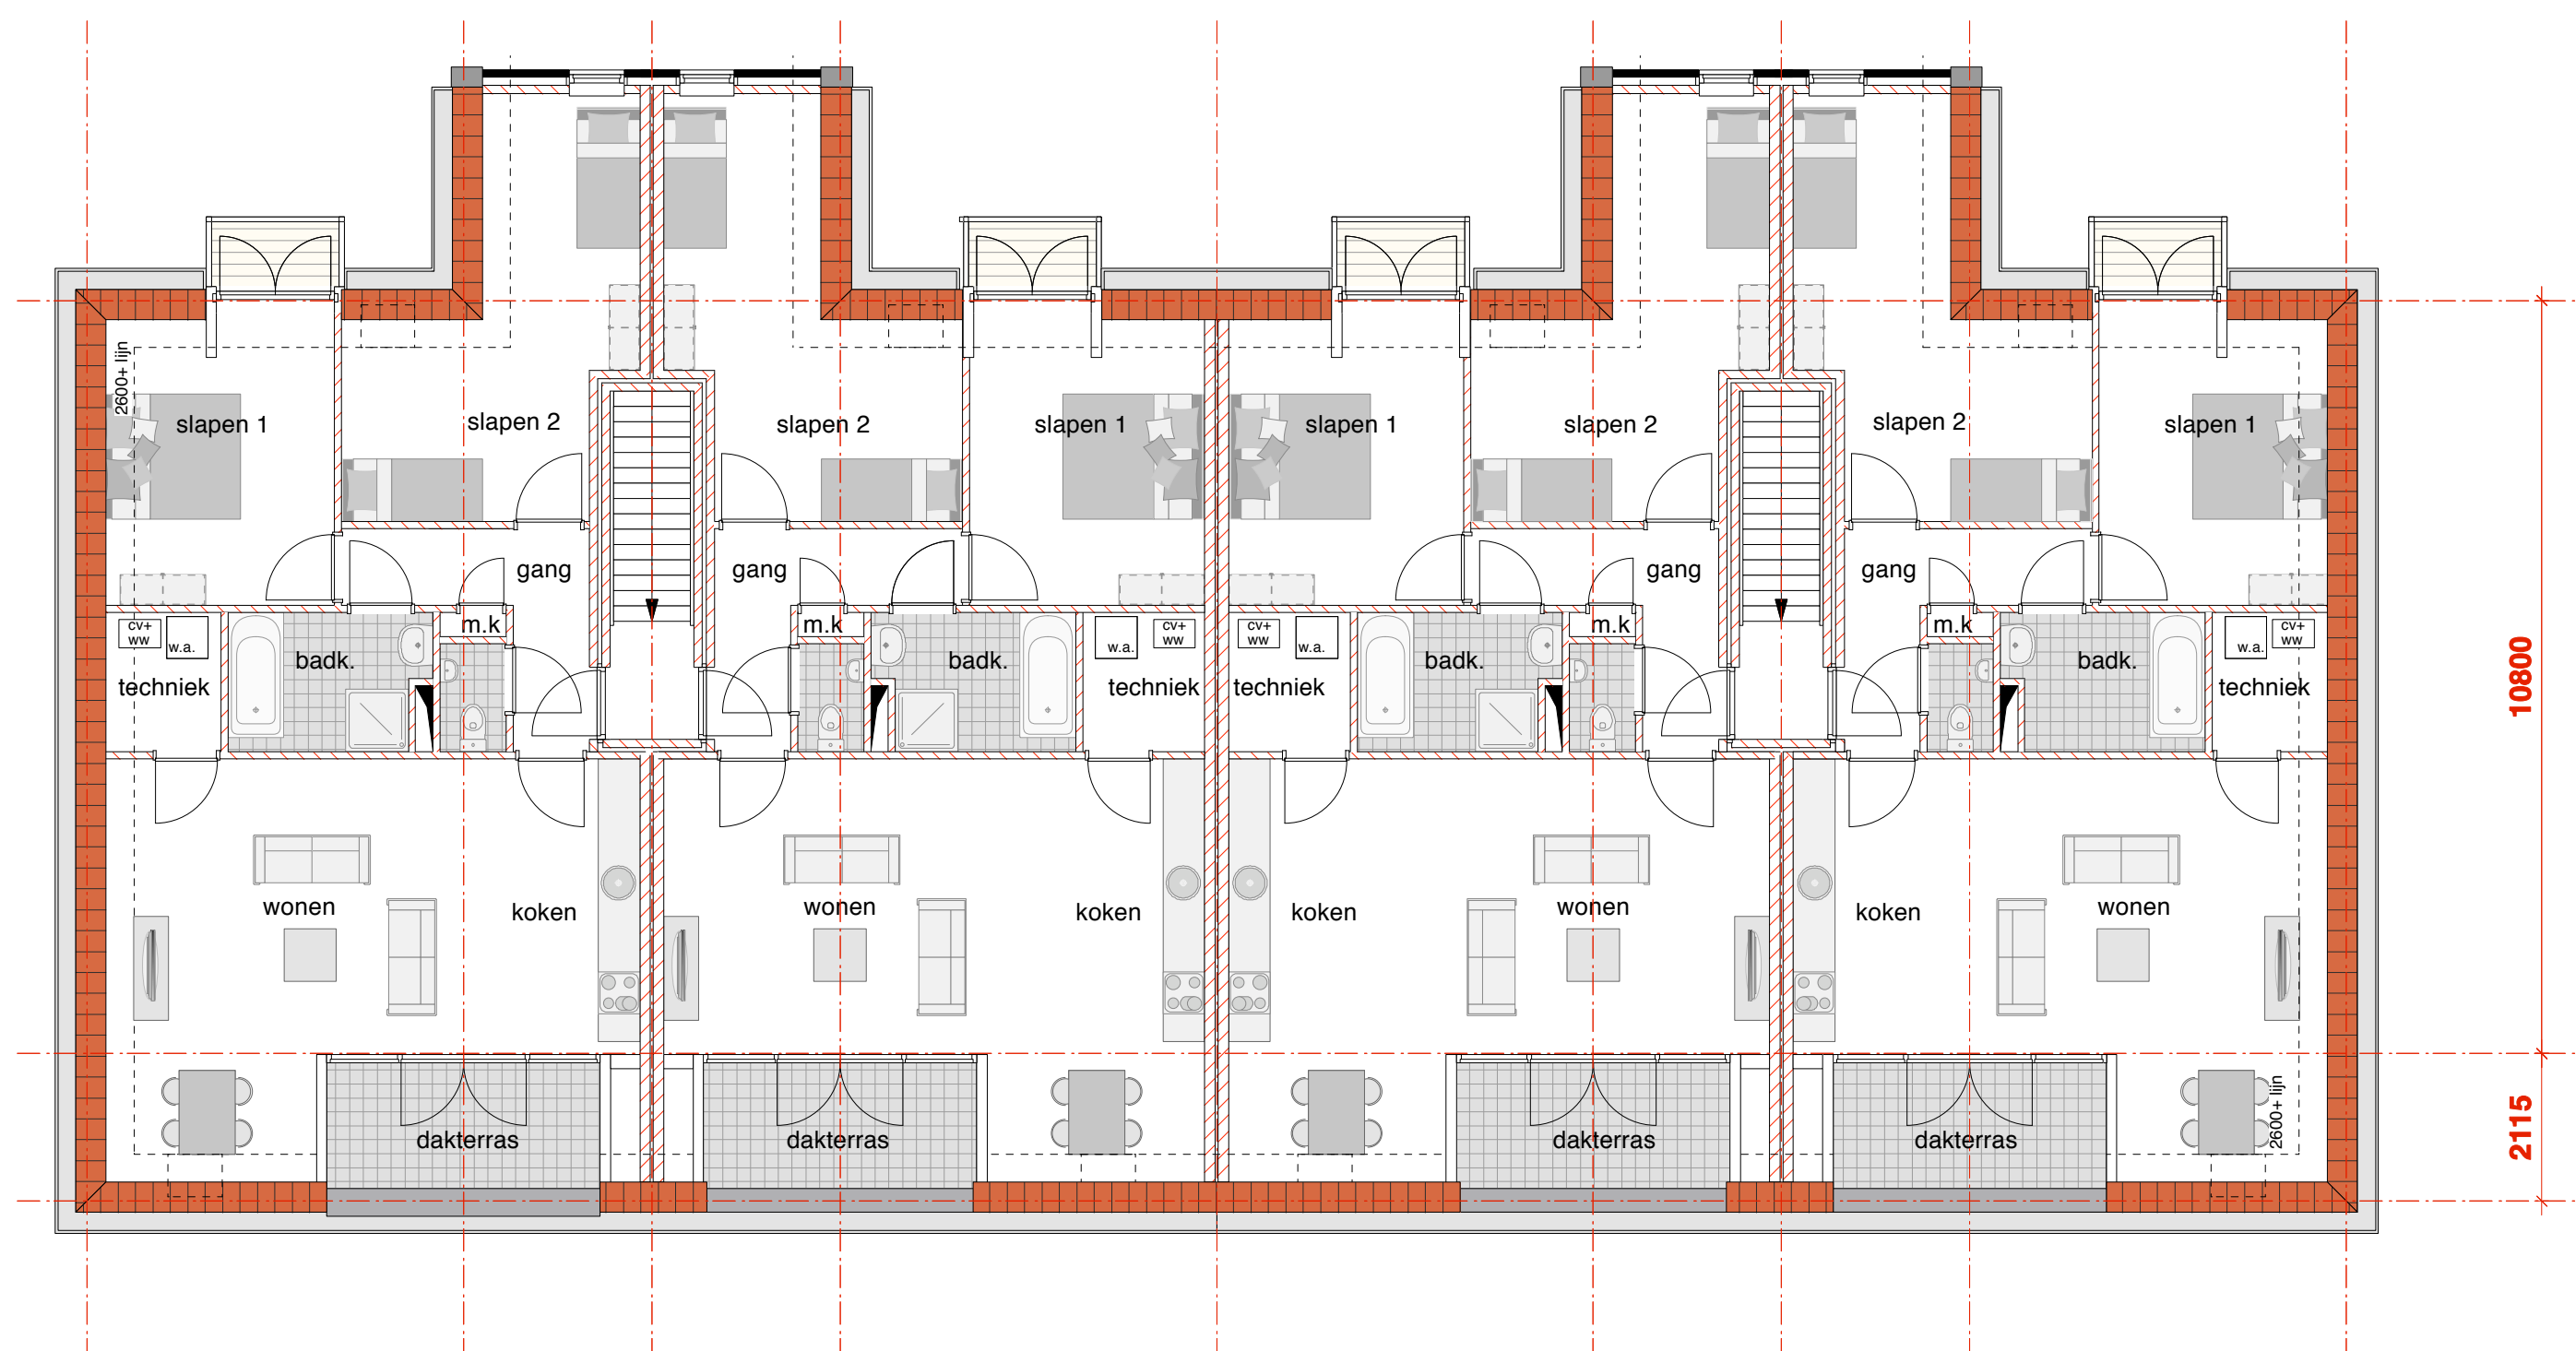 2600+ lijn
slapen 1
slapen 2
slapen 2
slapen 1
slapen 1
slapen 2
slapen 2
slapen 1
gang
gang
gang
gang
cv+
ww
w.a.
m.k
m.k
w.a.
cv+
ww
cv+
ww
w.a.
m.k
m.k
w.a.
cv+
ww
badk.
badk.
badk.
badk.
techniek
techniek
techniek
techniek
10800
wonen
koken
wonen
koken
koken
wonen
koken
wonen
2600+ lijn
2115
dakterras
dakterras
dakterras
dakterras